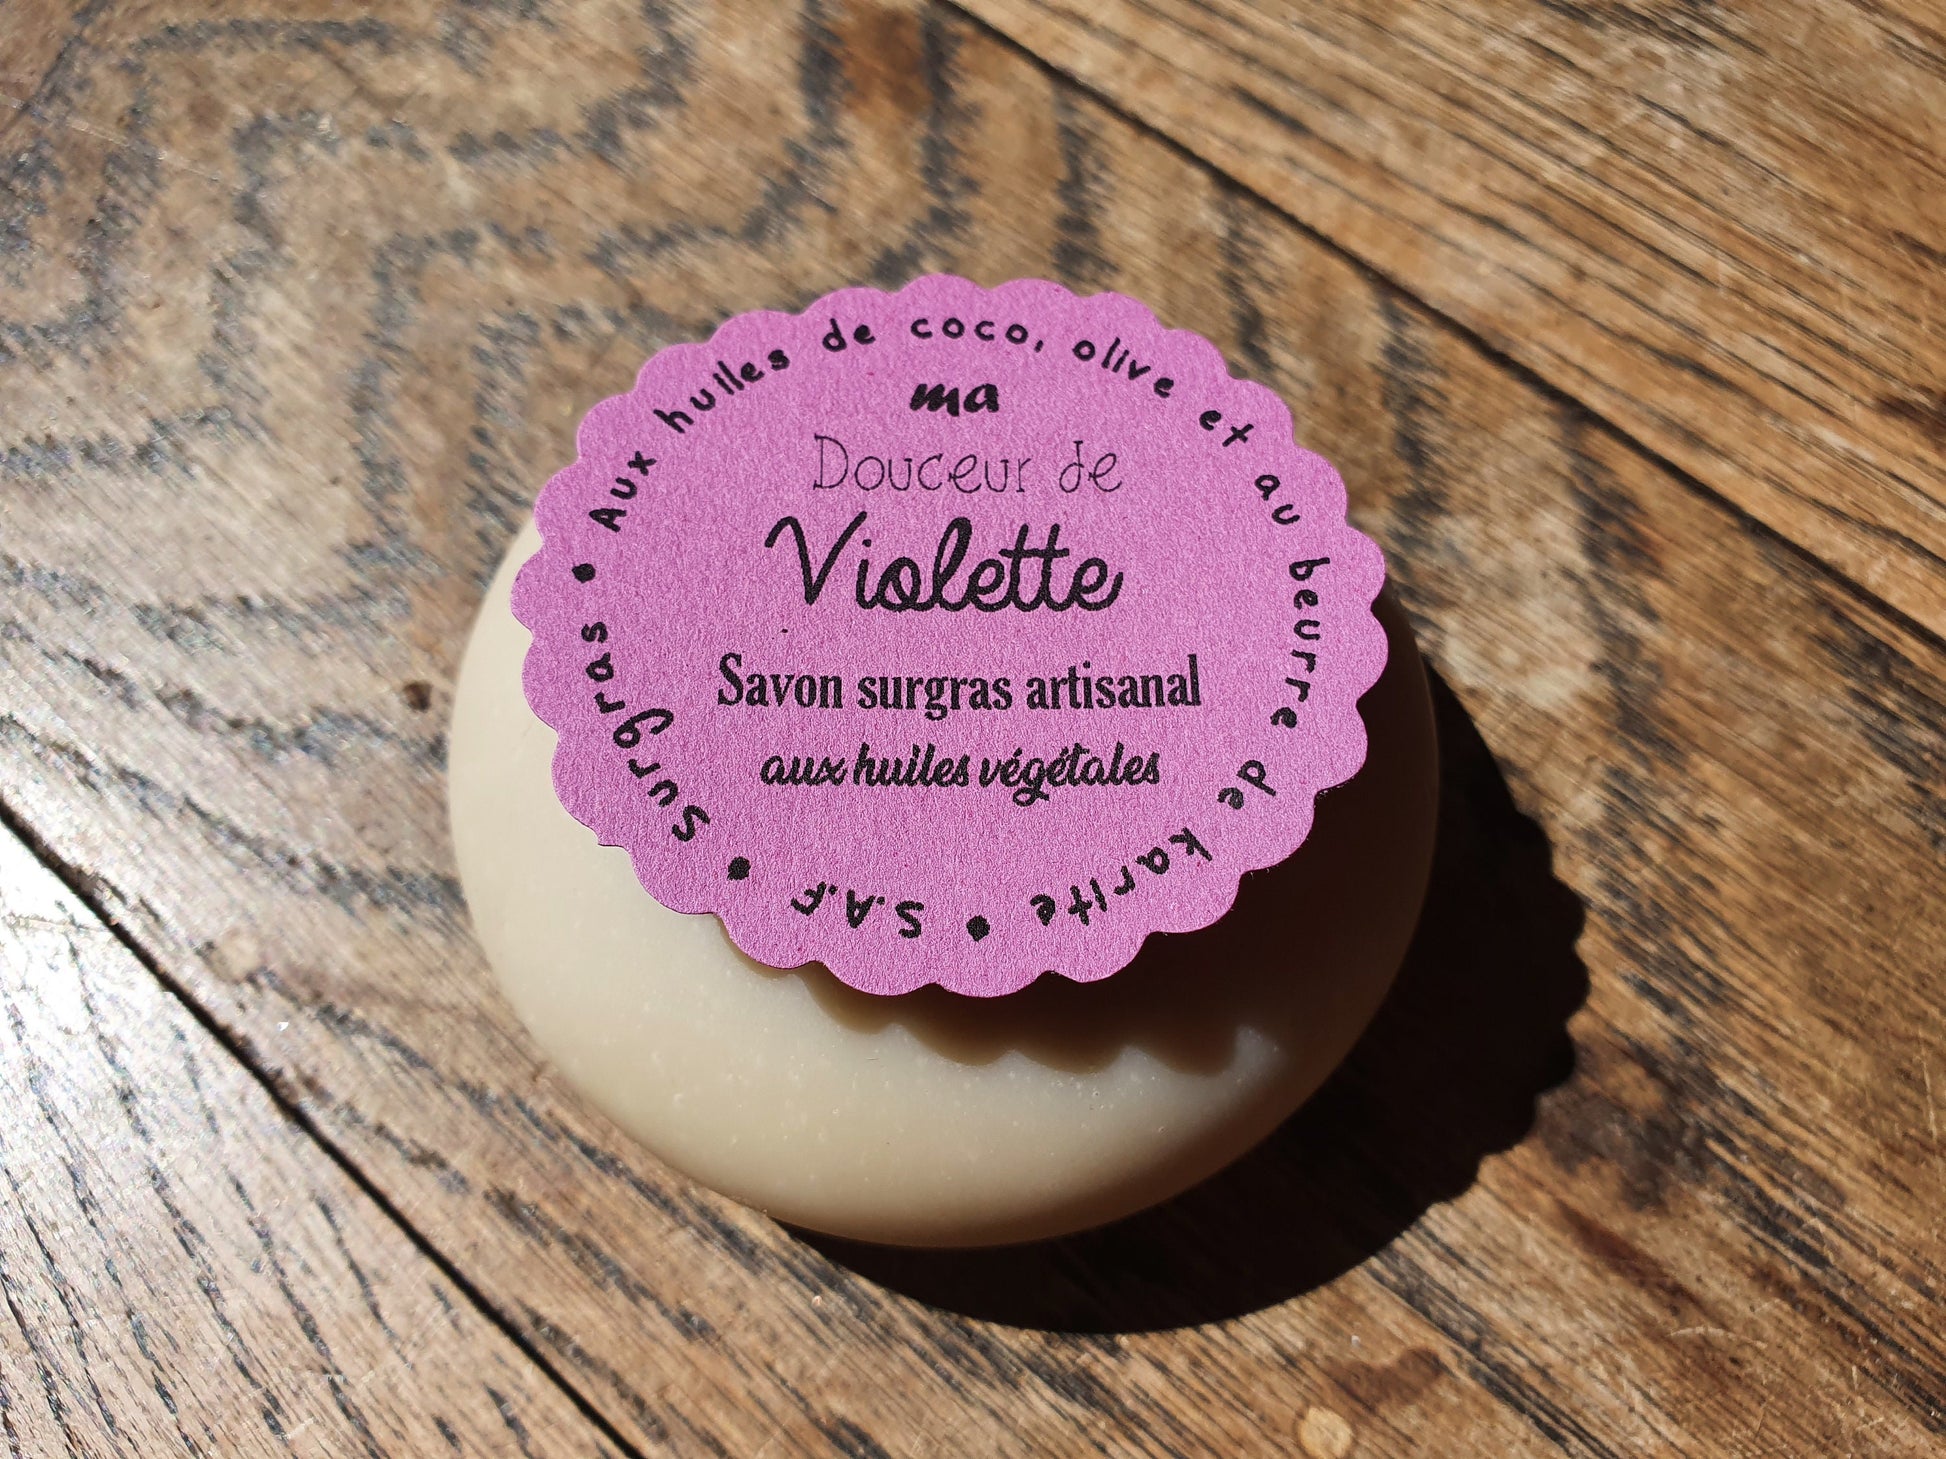 ma
Douceur de
Violette
Savon surgras artisanal
aux huiles végétales
• Aux huiles de coco, olive et au beurre de karite • S.A.F • Surgras